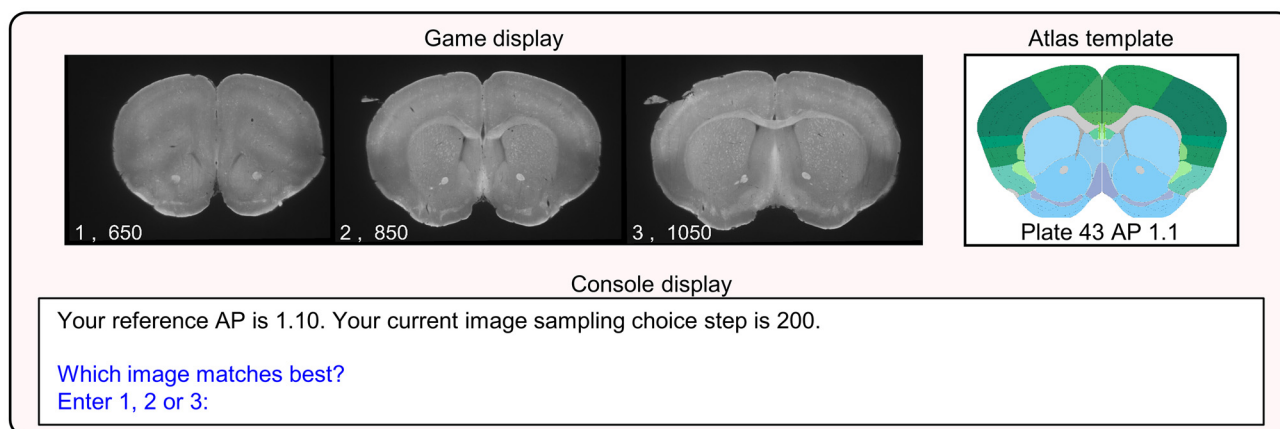 Game display
Atlas template
1 , 650
2 , 850
3 , 1050
Plate 43 AP 1.1
Console display
Your reference AP is 1.10. Your current image sampling choice step is 200.
Which image matches best?
Enter 1, 2 or 3: